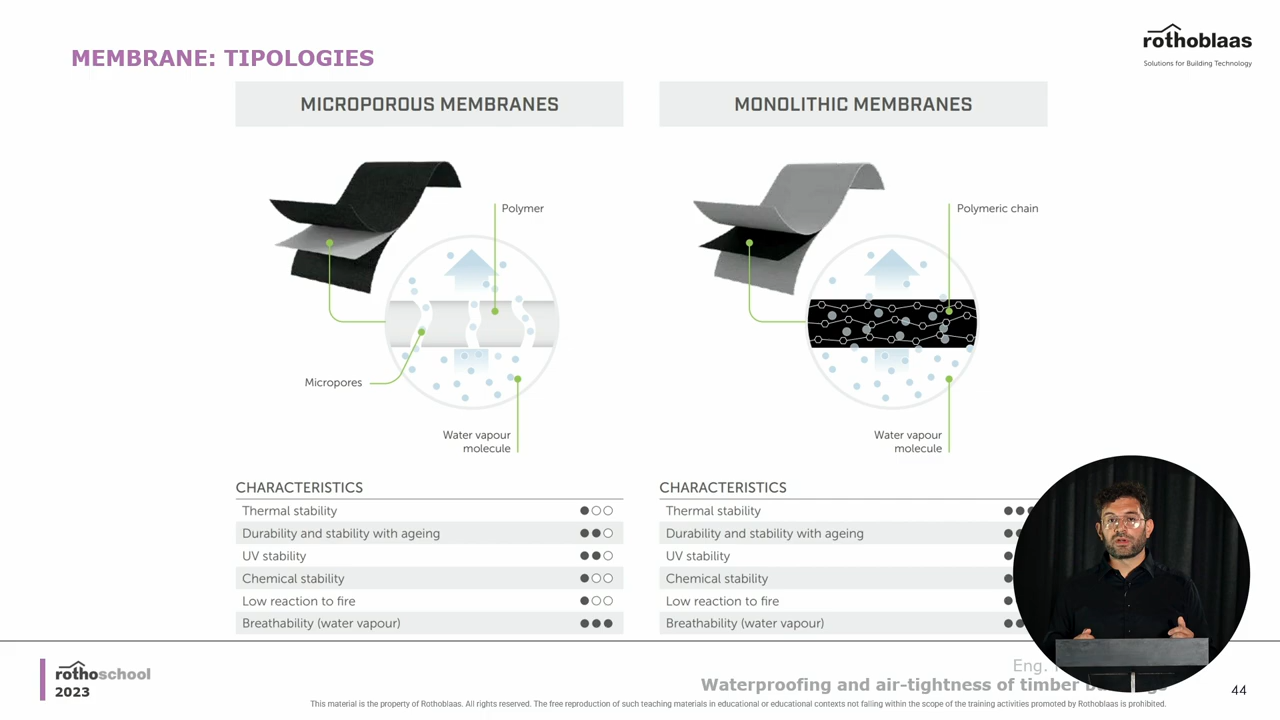 MEMBRANE: TIPOLOGIES
rothoblaas
Solutions for Building Technology
MICROPOROUS MEMBRANES
Polymer
Micropores
Water vapour
molecule
CHARACTERISTICS
Thermal stability
Durability and stability with ageing
UV stability
Chemical stability
Low reaction to fire
Breathability (water vapour)
MONOLITHIC MEMBRANES
Polymeric chain
Water vapour
molecule
CHARACTERISTICS
Thermal stability
Durability and stability with ageing
UV stability
Chemical stability
Low reaction to fire
Breathability (water vapour)
rothoschool
2023
Eng.
Waterproofing and air-tightness of timber
This material is the property of Rothoblaas. All rights reserved. The free reproduction of such teaching materials in educational or educational contexts not falling within the scope of the training activities promoted by Rothoblaas is prohibited.
44